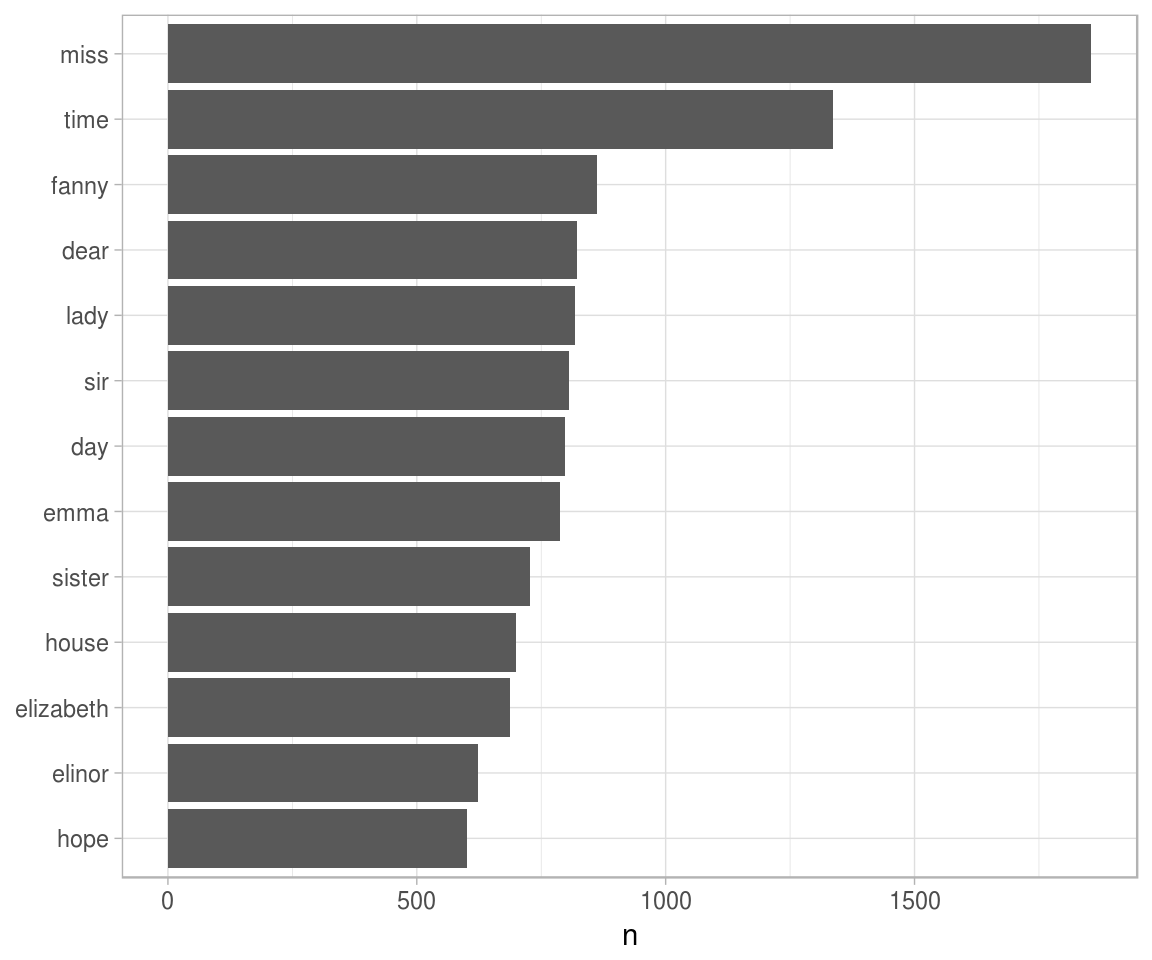 miss
time
fanny
dear
lady
sir
day
emma
sister
house
elizabeth
elinor
hope
0 500 1000 1500
n